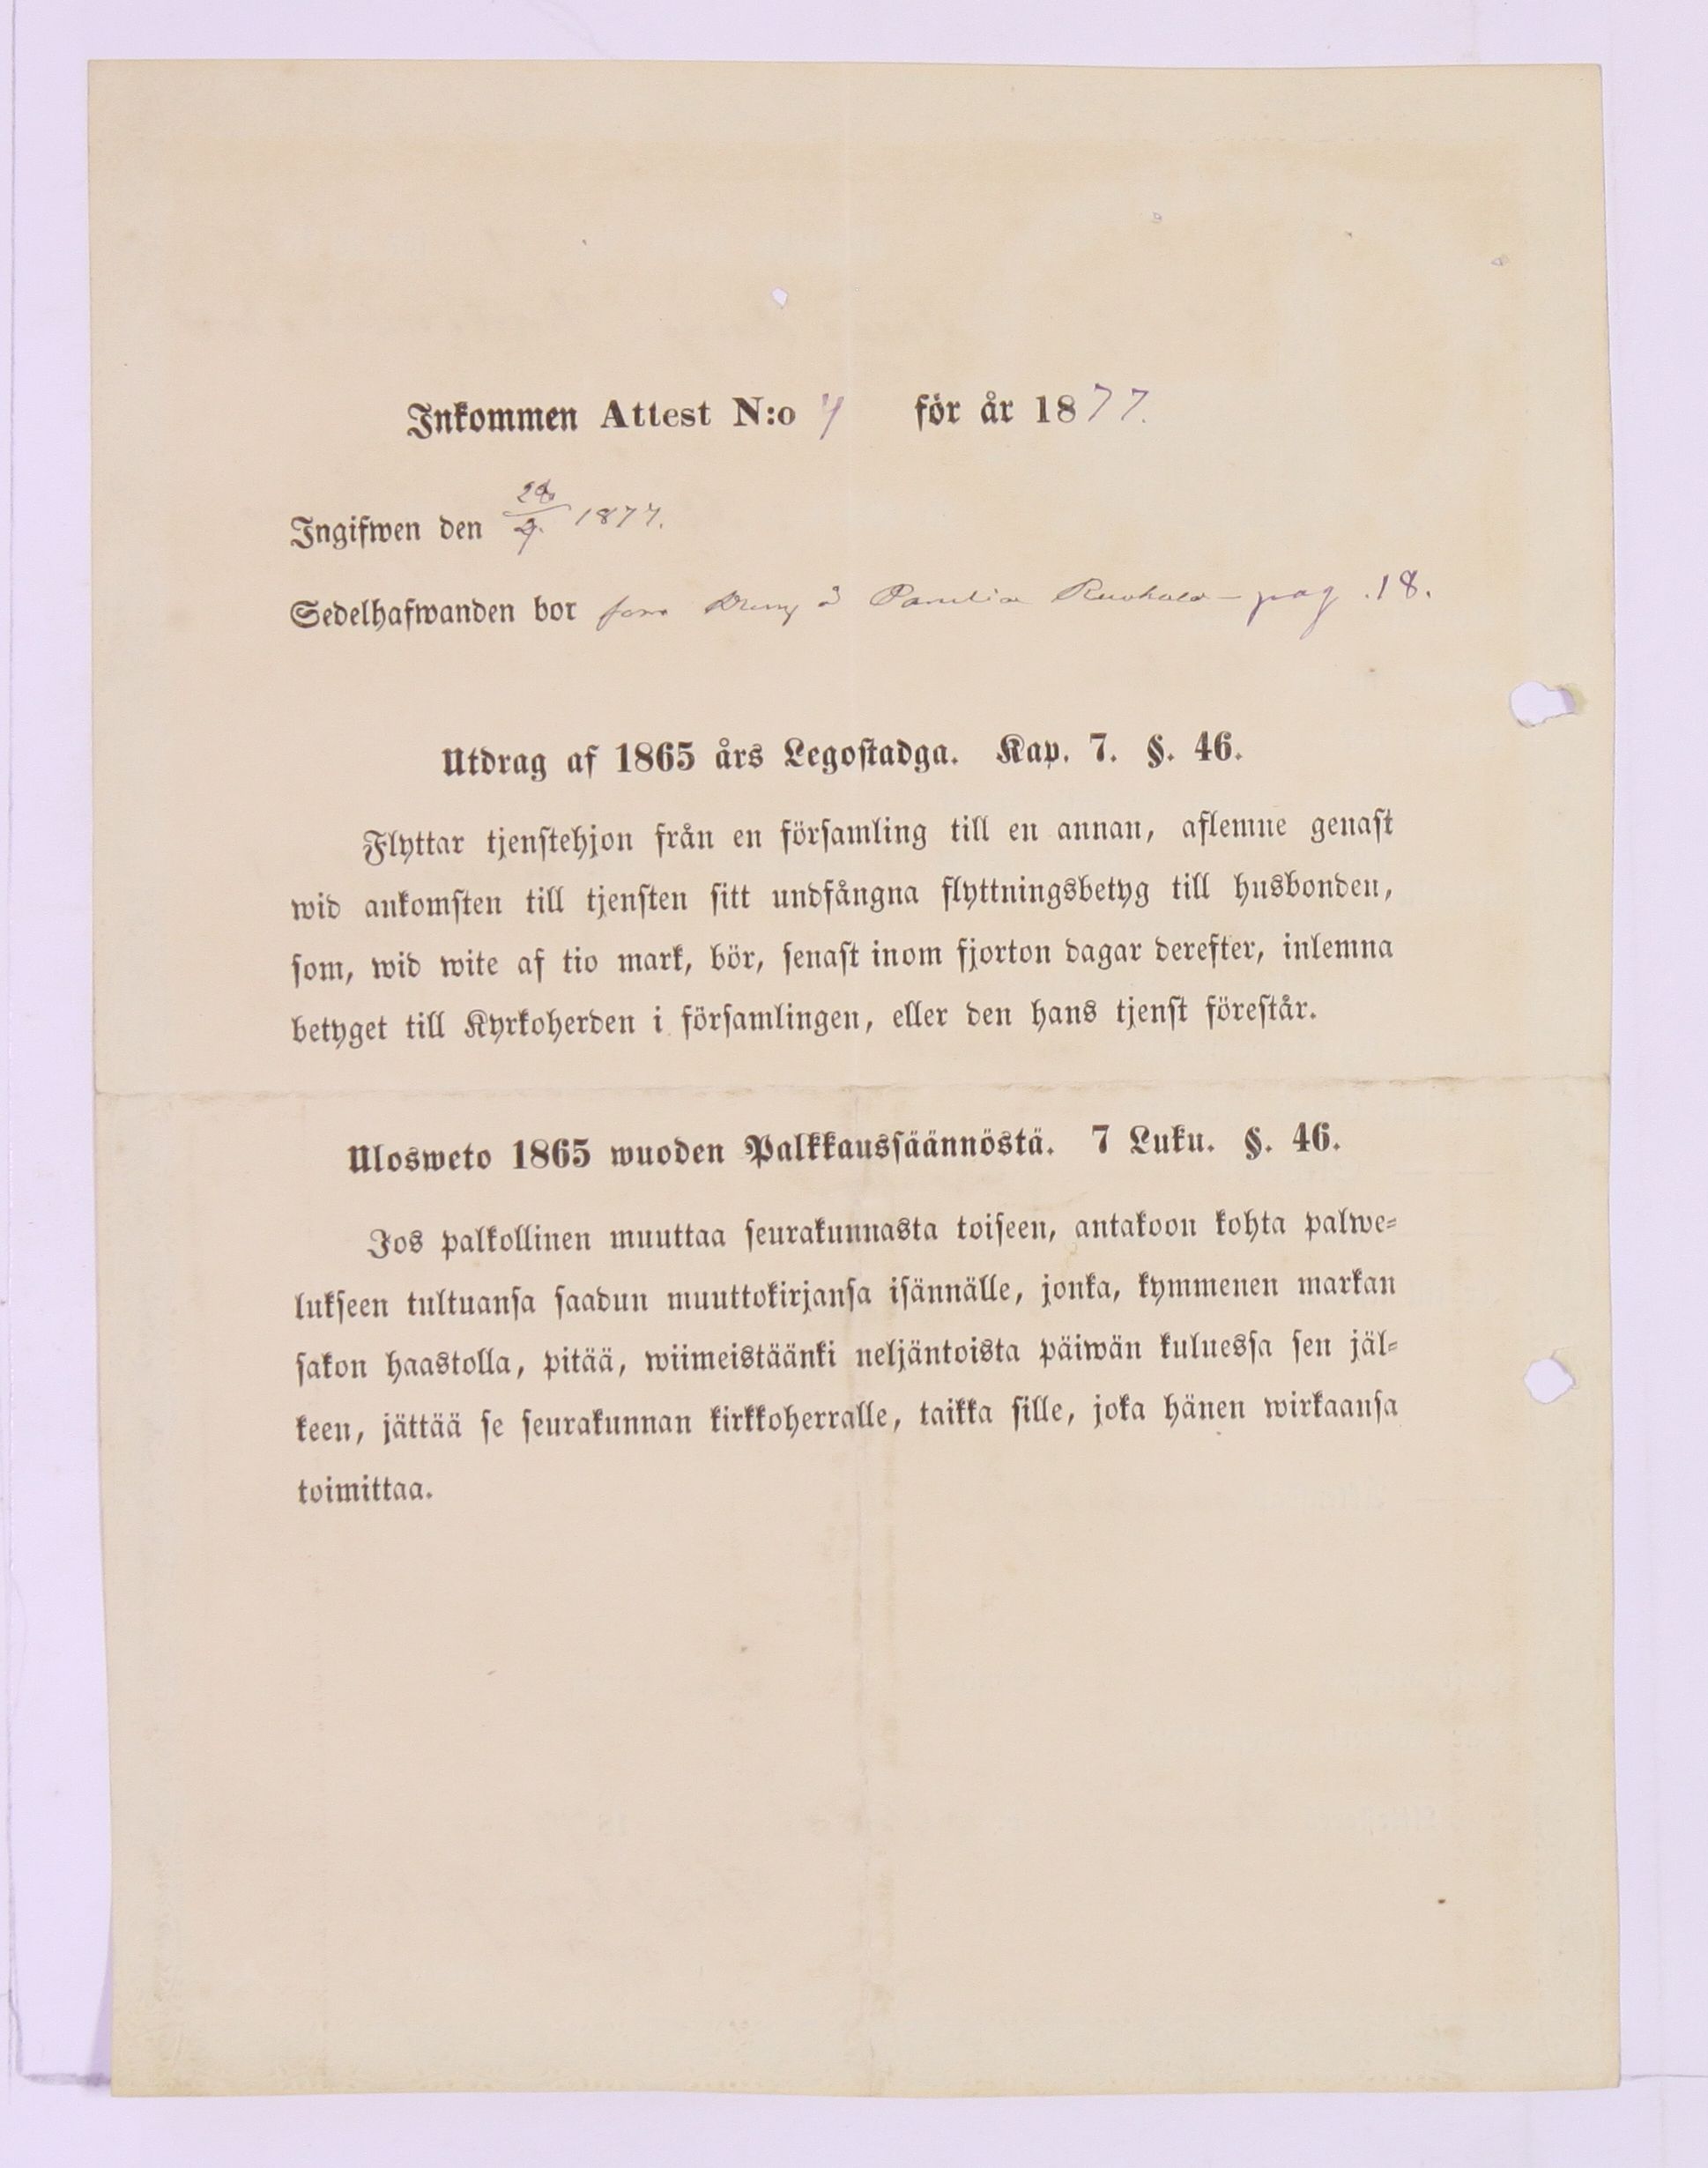 Inkommen Attest N:o 4 för år 1877.
Ingifwen den 1877.
Sedelhafwanden bor som Dreng å pag. 18.
Utdrag af 1865 års Legostadga. Kap. 7. §. 46.
Flyttar tjenstehjon från en församling till en annan, aflemne genast
wid ankomsten till tjensten sitt undfångna flyttningsbetyg till husbonden,
som, wid wite af tio mark, bör, senast inom fjorton dagar derefter, inlemna
betyget till Kyrkoherden i församlingen, eller den hans tjenst förestår.
Ulosweto 1865 wuoden Palkkaussäännöstä. 7 Luku. §. 46.
Jos palkollinen muuttaa seurakunnasta toiseen, antakoon kohta palwe-
lukseen tultuansa saadun muuttokirjansa isännälle, jonka, kymmenen markan
sakon haastolla, pitää, wiimeistäänki neljäntoista päiwän kuluessa sen jäl-
keen, jättää se seurakunnan kirkkoherralle, taikka sille, joka hänen wirkaansa
toimittaa.